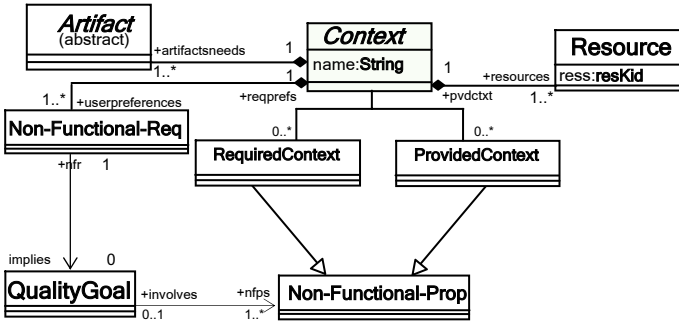 Artifact
(abstract)
+artifactsneeds
1
1..*
Context
name:String
Resource
ress:resKid
1
+resources
+pvdctxt
1..*
1
+reqprefs
1..*
+userpreferences
Non-Functional-Req
+nfr
1
0..*
RequiredContext
0..*
ProvidedContext
implies
0
QualityGoal
+involves
0..1
+nfps
1..*
Non-Functional-Prop